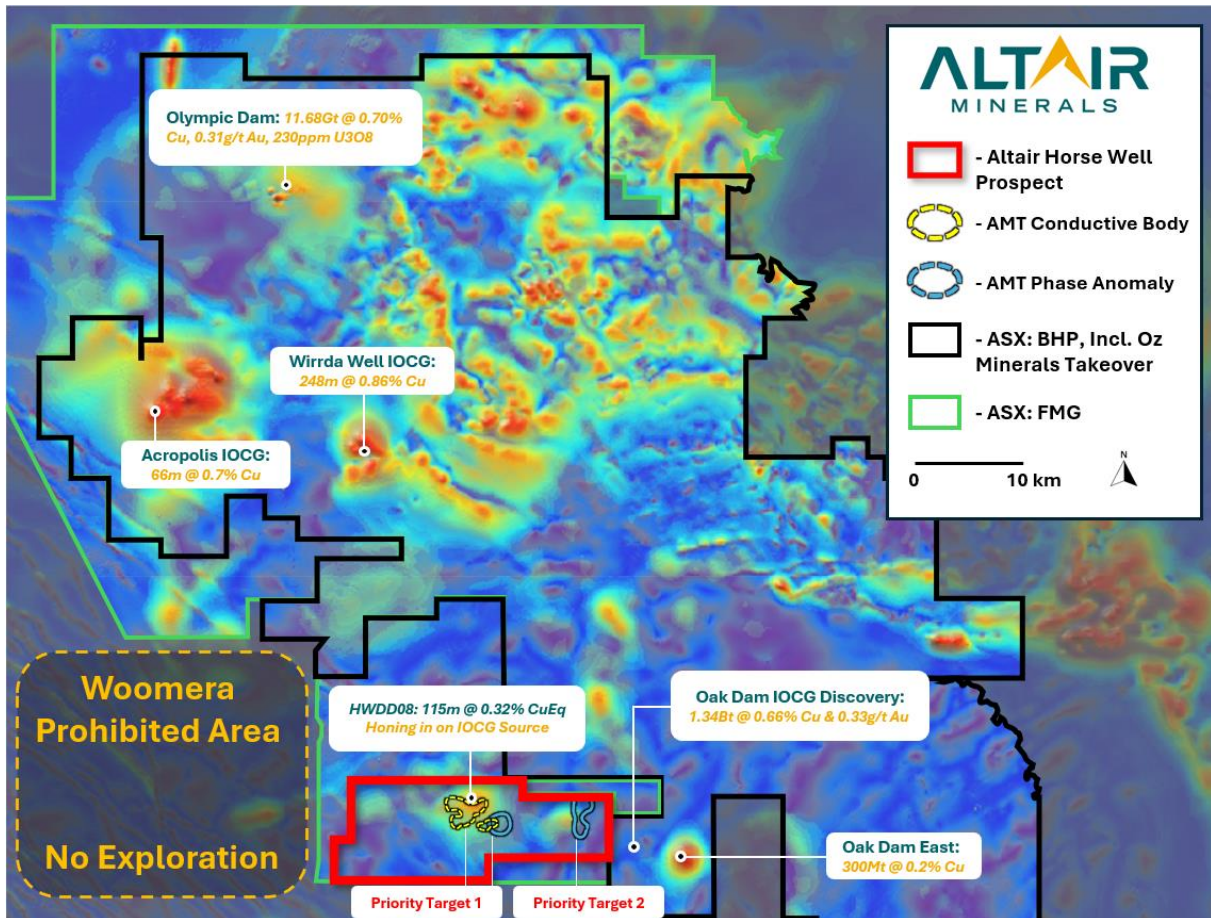 ALTAIR
MINERALS
- Altair Horse Well
Prospect
- AMT Conductive Body
- AMT Phase Anomaly
- ASX: BHP, Incl. Oz
Minerals Takeover
- ASX: FMG
N
0 10 km
Olympic Dam: 11.68Gt @ 0.70%
Cu, 0.31g/t Au, 230ppm U3O8
Wirrda Well IOCG:
248m @ 0.86% Cu
Acropolis IOCG:
66m @ 0.7% Cu
Woomera
Prohibited Area
No Exploration
HWDD08: 115m @ 0.32% CuEq
Honing in on IOCG Source
Oak Dam IOCG Discovery:
1.34Bt @ 0.66% Cu & 0.33g/t Au
Oak Dam East:
300Mt @ 0.2% Cu
Priority Target 1
Priority Target 2